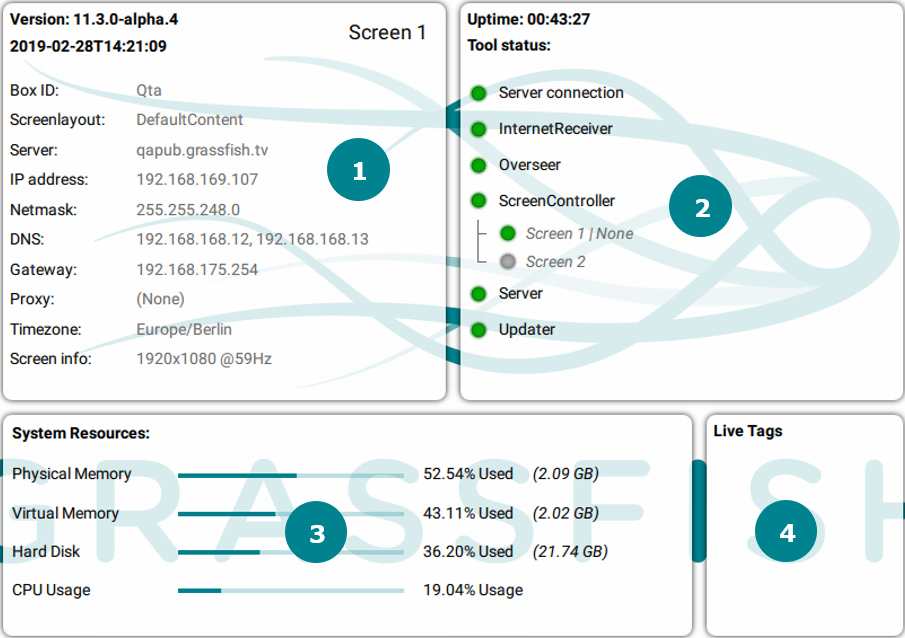 Version: 11.3.0-alpha.4
2019-02-28T14:21:09
Screen 1
Box ID: Qta
Screenlayout: DefaultContent
Server: qapub.grassfish.tv
IP address: 192.168.169.107
Netmask: 255.255.248.0
DNS: 192.168.168.12, 192.168.168.13
Gateway: 192.168.175.254
Proxy: (None)
Timezone: Europe/Berlin
Screen info: 1920x1080 @59Hz
1
Uptime: 00:43:27
Tool status:
Server connection
InternetReceiver
Overseer
ScreenController
Screen 1 | None
Screen 2
Server
Updater
2
System Resources:
Physical Memory 52.54% Used (2.09 GB)
Virtual Memory 43.11% Used (2.02 GB)
Hard Disk 36.20% Used (21.74 GB)
CPU Usage 19.04% Usage
3
Live Tags
4
GRASSF SH